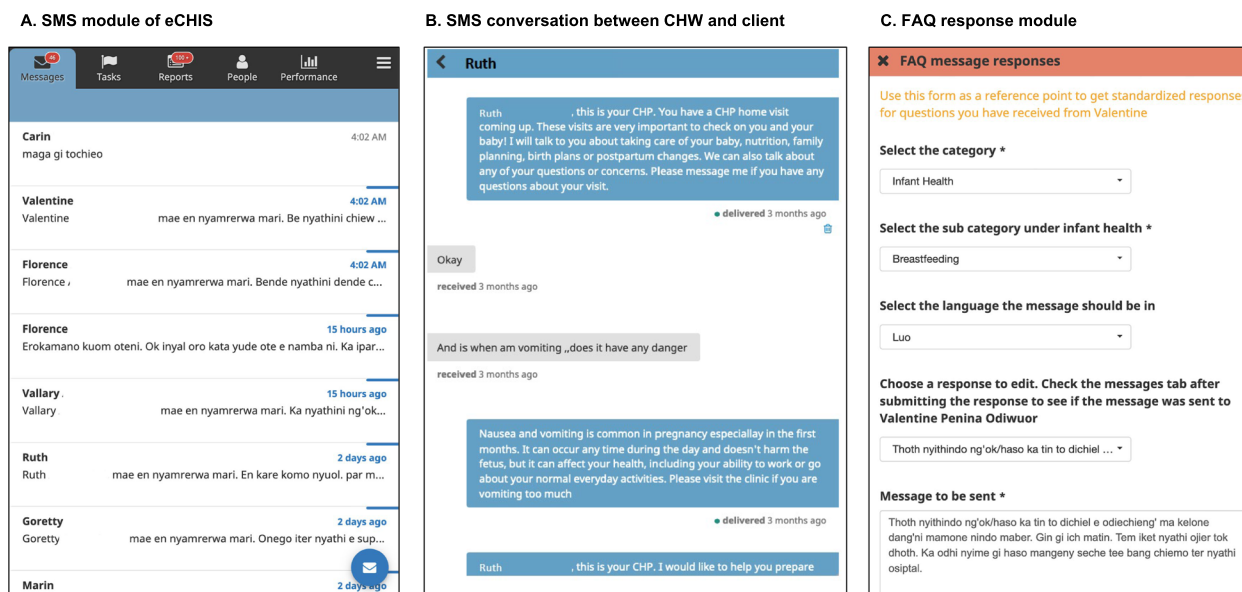 A. SMS module of eCHIS
46
Messages
Tasks
100+
Reports
People
Performance
Carin 4:02 AM
maga gi tochieo
Valentine 4:02 AM
Valentine mae en nyamrerwa mari. Be nyathini chiew ...
Florence 4:02 AM
Florence mae en nyamrerwa mari. Bende nyathini dende c...
Florence 15 hours ago
Erokamano kuom oteni. Ok inyal oro kata yude ote e namba ni. Ka ipar...
Vallary 15 hours ago
Vallary mae en nyamrerwa mari. Ka nyathini ng'ok...
Ruth 2 days ago
Ruth mae en nyamrerwa mari. En kare komo nyuol. par m...
Goretty 2 days ago
Goretty mae en nyamrerwa mari. Onego iter nyathi e sup...
Marin 2 days ago
B. SMS conversation between CHW and client
Ruth
Ruth , this is your CHP. You have a CHP home visit
coming up. These visits are very important to check on you and your
baby! I will talk to you about taking care of your baby, nutrition, family
planning, birth plans or postpartum changes. We can also talk about
any of your questions or concerns. Please message me if you have any
questions about your visit.
delivered 3 months ago
Okay
received 3 months ago
And is when am vomiting ,,does it have any danger
received 3 months ago
Nausea and vomiting is common in pregnancy especiallay in the first
months. It can occur any time during the day and doesn't harm the
fetus, but it can affect your health, including your ability to work or go
about your normal everyday activities. Please visit the clinic if you are
vomiting too much
delivered 3 months ago
Ruth , this is your CHP. I would like to help you prepare
C. FAQ response module
FAQ message responses
Use this form as a reference point to get standardized response
for questions you have received from Valentine
Select the category *
Infant Health
Select the sub category under infant health *
Breastfeeding
Select the language the message should be in
Luo
Choose a response to edit. Check the messages tab after
submitting the response to see if the message was sent to
Valentine Penina Odiwuor
Thoth nyithindo ng'ok/haso ka tin to dichiel ...
Message to be sent *
Thoth nyithindo ng'ok/haso ka tin to dichiel e odiechieng' ma kelone
dang'ni mamone nindo maber. Gin gi ich matin. Tem iket nyathi ojier tok
dhoth. Ka odhi nyime gi haso mangeny seche tee bang chiemo ter nyathi
osiptal.